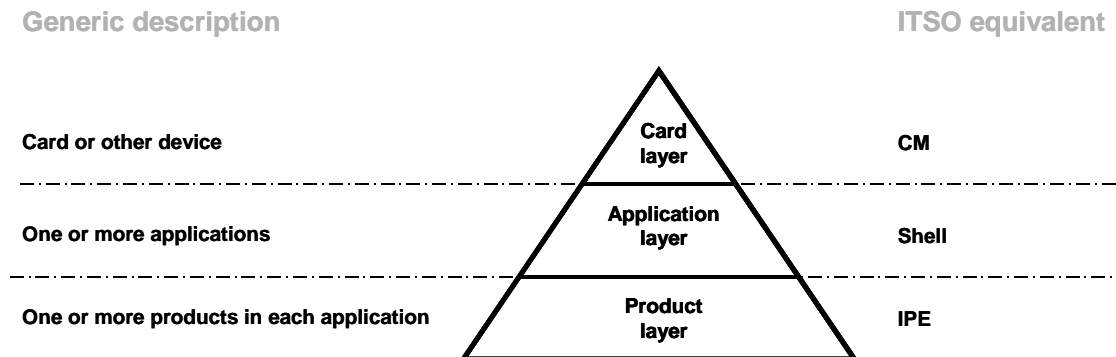 Generic description
ITSO equivalent
Card or other device
Card
layer
CM
One or more applications
Application
layer
Shell
One or more products in each application
Product
layer
IPE